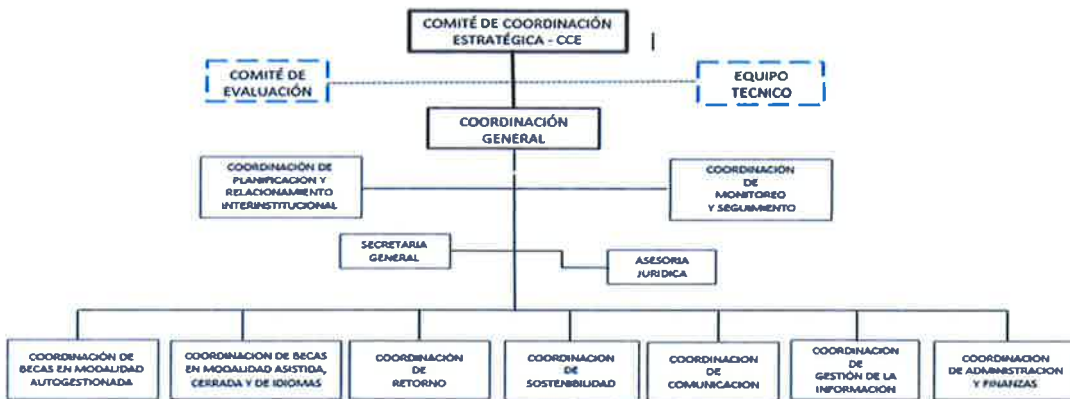 COMITÉ DE COORDINACIÓN
ESTRATÉGICA - CCE
COMITÉ DE
EVALUACIÓN
EQUIPO
TECNICO
COORDINACIÓN
GENERAL
COORDINACIÓN DE
PLANIFICACION Y
RELACIONAMIENTO
INTERINSTITUCIONAL
COORDINACIÓN
DE
MONITOREO
Y SEGUIMIENTO
SECRETARIA
GENERAL
ASESORIA
JURIDICA
COORDINACIÓN DE
BECAS EN MODALIDAD
AUTOGESTIONADA
COORDINACION DE BECAS
EN MODALIDAD ASISTIDA,
CERRADA Y DE IDIOMAS
COORDINACIÓN
DE
RETORNO
COORDINACION
DE
SOSTENIBILIDAD
COORDINACION
DE
COMUNICACION
COORDINACION
DE
GESTIÓN DE LA
INFORMACION
COORDINACION
DE ADMINISTRACION
Y FINANZAS